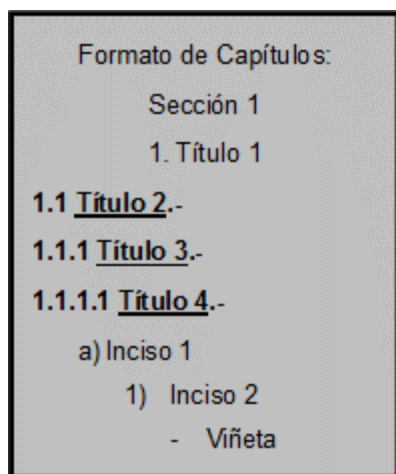 Formato de Capítulos:
Sección 1
1. Título 1
1.1 Título 2.-
1.1.1 Título 3.-
1.1.1.1 Título 4.-
a) Inciso 1
1) Inciso 2
- Viñeta